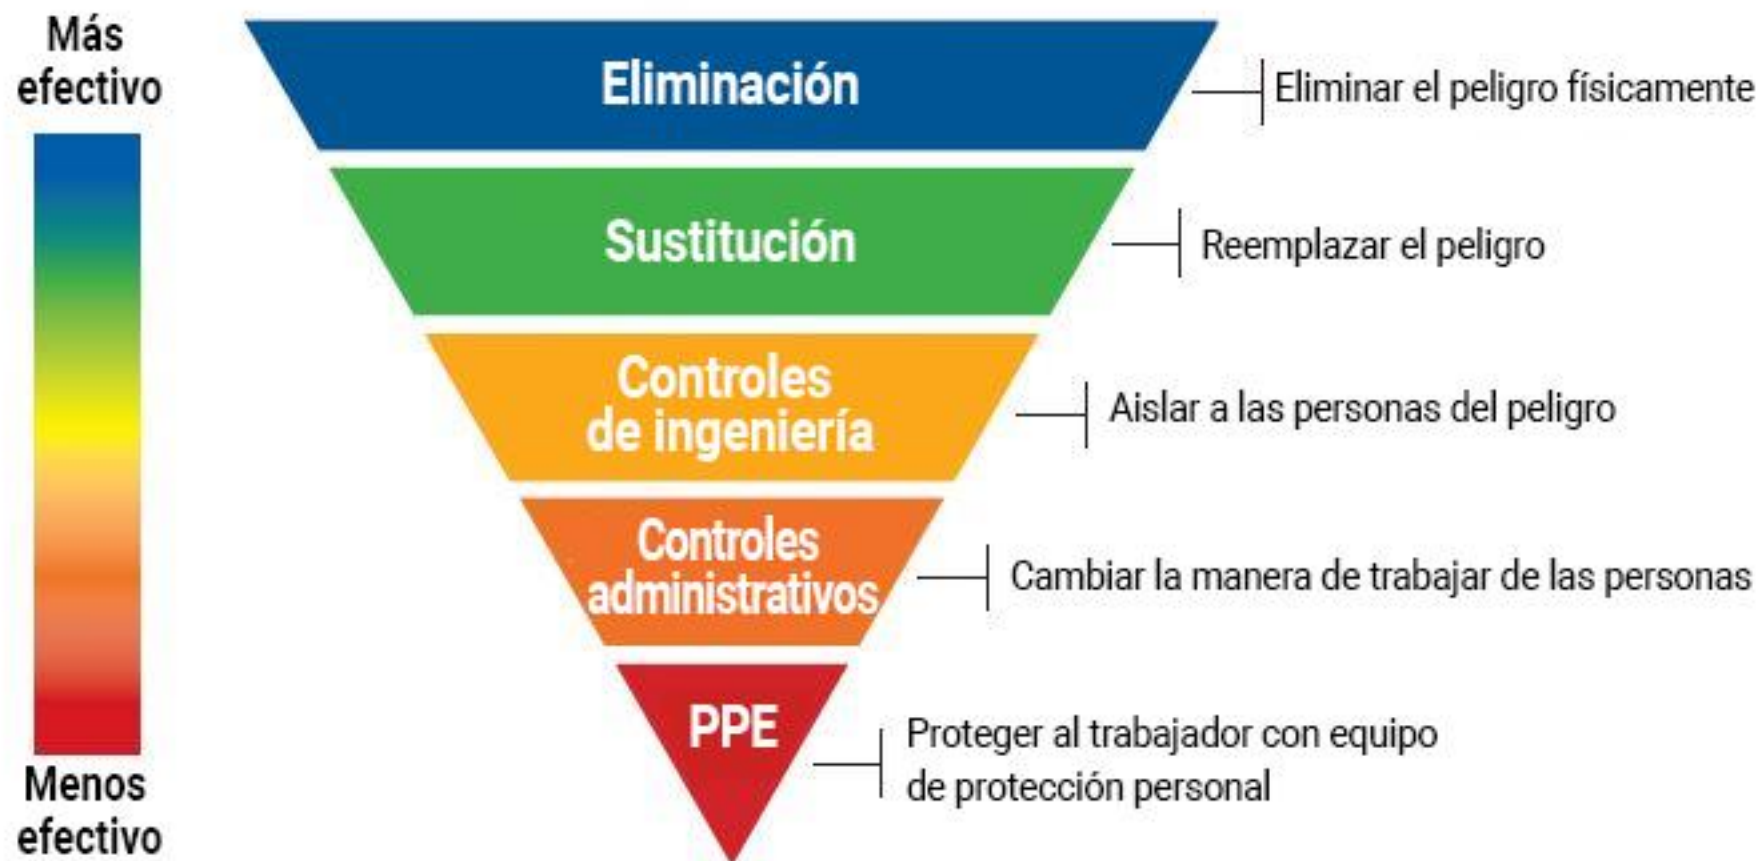 Más
efectivo
Eliminación
Eliminar el peligro físicamente
Sustitución
Reemplazar el peligro
Controles
de ingeniería
Aislar a las personas del peligro
Controles
administrativos
Cambiar la manera de trabajar de las personas
PPE
Proteger al trabajador con equipo
de protección personal
Menos
efectivo